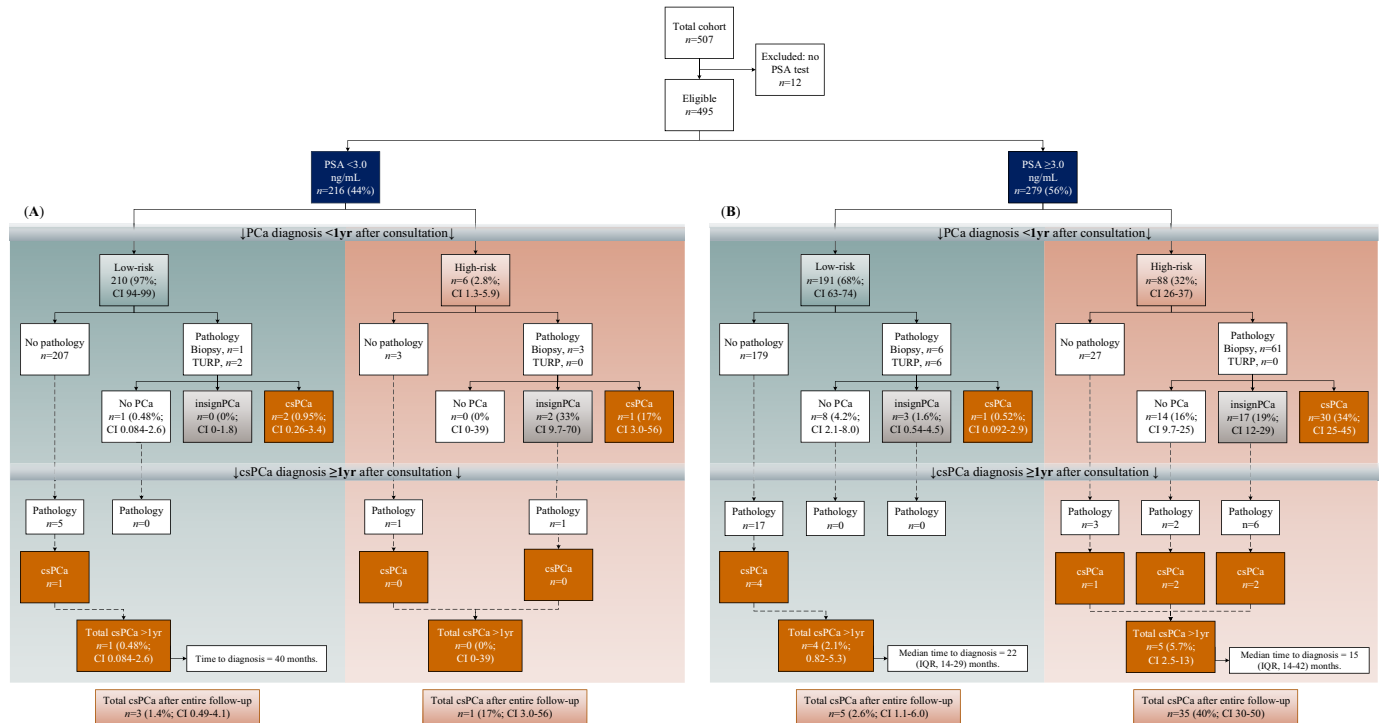 Total cohort
n=507
Excluded: no
PSA test
n=12
Eligible
n=495
PSA <3.0
ng/mL
n=216 (44%)
PSA ≥3.0
ng/mL
n=279 (56%)
(A)
↓PCa diagnosis <1yr after consultation↓
Low-risk
210 (97%;
CI 94-99)
High-risk
n=6 (2.8%;
CI 1.3-5.9)
No pathology
n=207
Pathology
Biopsy, n=1
TURP, n=2
No pathology
n=3
Pathology
Biopsy, n=3
TURP, n=0
No PCa
n=1 (0.48%;
CI 0.084-2.6)
insignPCa
n=0 (0%;
CI 0-1.8)
csPCa
n=2 (0.95%;
CI 0.26-3.4)
No PCa
n=0 (0%
CI 0-39)
insignPCa
n=2 (33%
CI 9.7-70)
csPCa
n=1 (17%
CI 3.0-56)
↓csPCa diagnosis ≥1yr after consultation ↓
Pathology
n=5
Pathology
n=0
Pathology
n=1
Pathology
n=1
csPCa
n=1
csPCa
n=0
csPCa
n=0
Total csPCa >1yr
n=1 (0.48%;
CI 0.084-2.6)
Time to diagnosis = 40 months.
Total csPCa >1yr
n=0 (0%;
CI 0-39)
Total csPCa after entire follow-up
n=3 (1.4%; CI 0.49-4.1)
Total csPCa after entire follow-up
n=1 (17%; CI 3.0-56)
(B)
↓PCa diagnosis <1yr after consultation↓
Low-risk
n=191 (68%;
CI 63-74)
High-risk
n=88 (32%;
CI 26-37)
No pathology
n=179
Pathology
Biopsy, n=6
TURP, n=6
No pathology
n=27
Pathology
Biopsy, n=61
TURP, n=0
No PCa
n=8 (4.2%;
CI 2.1-8.0)
insignPCa
n=3 (1.6%;
CI 0.54-4.5)
csPCa
n=1 (0.52%;
CI 0.092-2.9)
No PCa
n=14 (16%;
CI 9.7-25)
insignPCa
n=17 (19%;
CI 12-29)
csPCa
n=30 (34%;
CI 25-45)
↓csPCa diagnosis ≥1yr after consultation ↓
Pathology
n=17
Pathology
n=0
Pathology
n=0
Pathology
n=3
Pathology
n=2
Pathology
n=6
csPCa
n=4
csPCa
n=1
csPCa
n=2
csPCa
n=2
Total csPCa >1yr
n=4 (2.1%;
0.82-5.3)
Median time to diagnosis = 22
(IQR, 14-29) months.
Total csPCa >1yr
n=5 (5.7%;
CI 2.5-13)
Median time to diagnosis = 15
(IQR, 14-42) months.
Total csPCa after entire follow-up
n=5 (2.6%; CI 1.1-6.0)
Total csPCa after entire follow-up
n=35 (40%; CI 30-50)